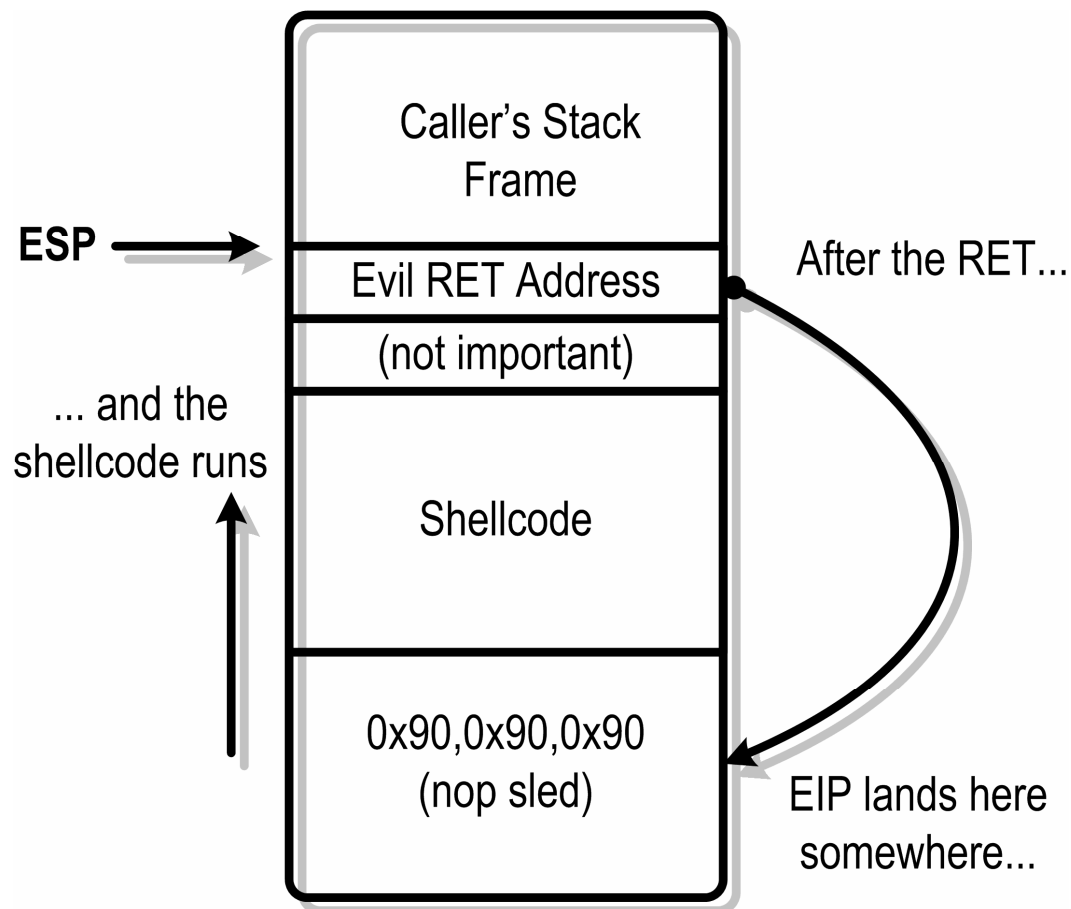 Caller's Stack
Frame
ESP
Evil RET Address
After the RET...
(not important)
... and the
shellcode runs
Shellcode
0x90,0x90,0x90
(nop sled)
EIP lands here
somewhere...